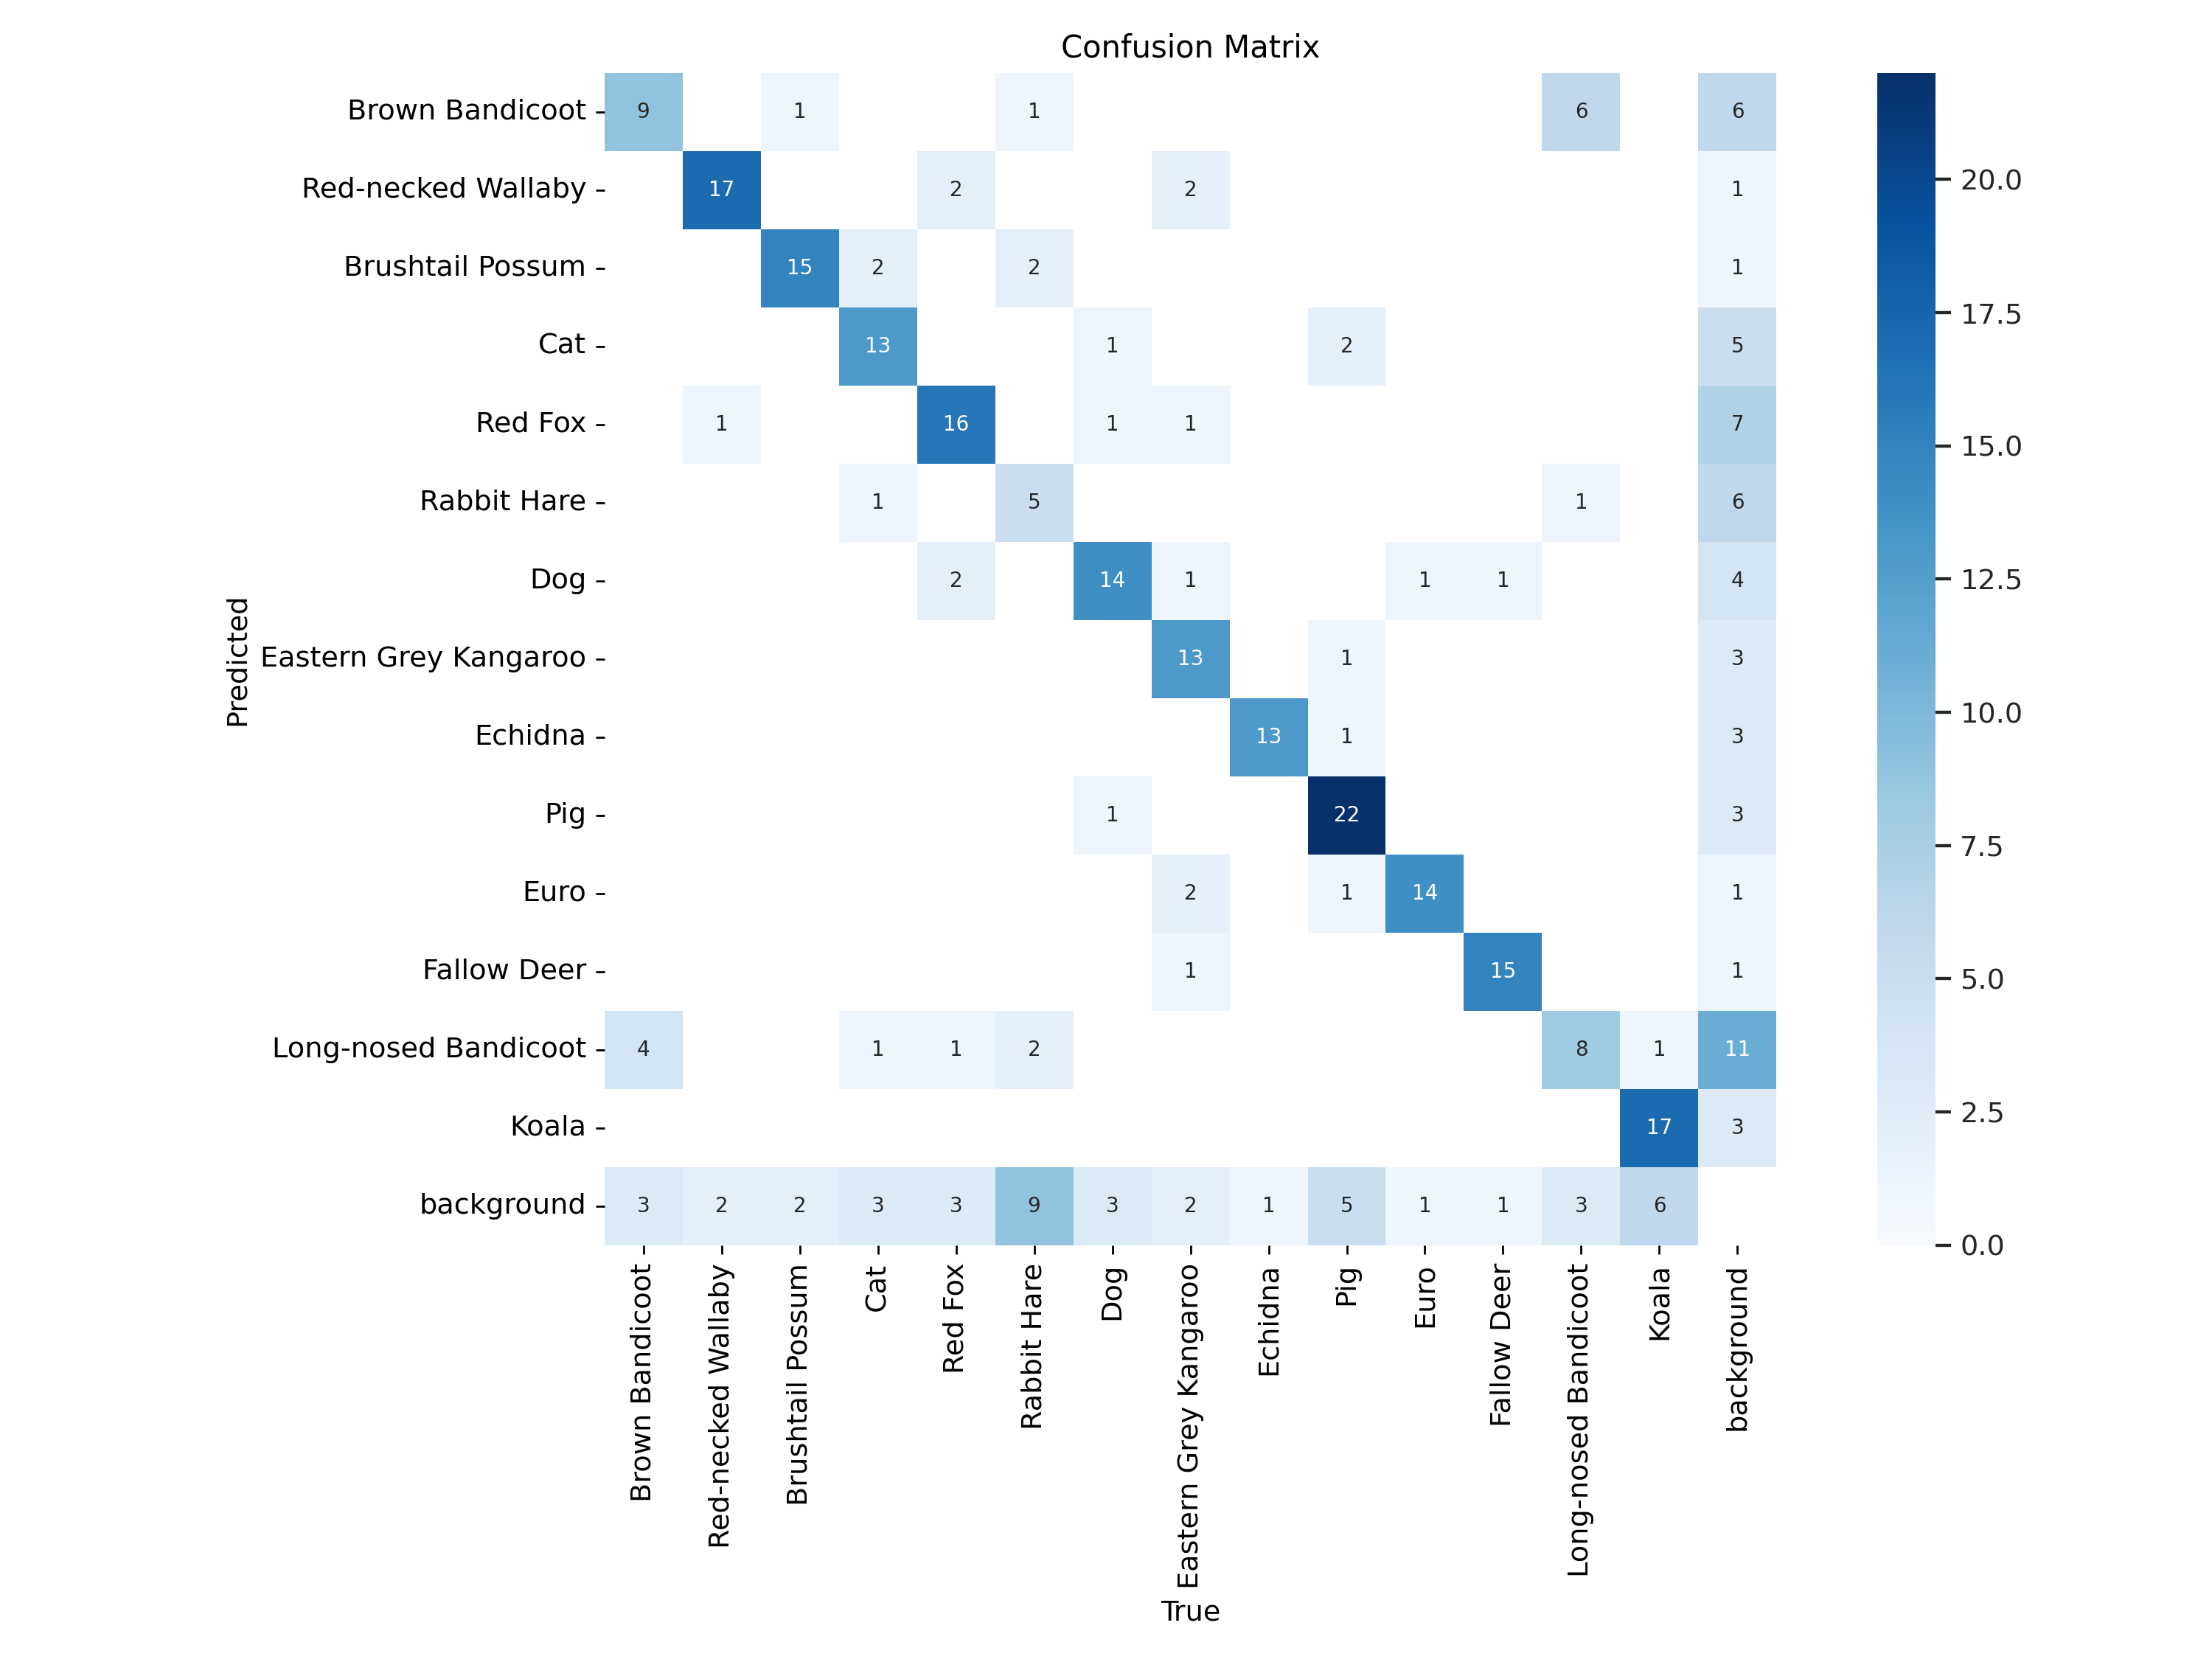 Confusion Matrix
Brown Bandicoot 9 1 1 6 6
Red-necked Wallaby 17 2 2 1
Brushtail Possum 15 2 2 1
Cat 13 1 2 5
Red Fox 1 16 1 1 7
Rabbit Hare 1 5 1 6
Dog 2 14 1 1 1 4
Eastern Grey Kangaroo 13 1 3
Echidna 13 1 3
Pig 1 22 3
Euro 2 1 14 1
Fallow Deer 1 15 1
Long-nosed Bandicoot 4 1 1 2 8 1 11
Koala 17 3
background 3 2 2 3 3 9 3 2 1 5 1 1 3 6
Predicted
Brown Bandicoot
Red-necked Wallaby
Brushtail Possum
Cat
Red Fox
Rabbit Hare
Dog
Eastern Grey Kangaroo
Echidna
Pig
Euro
Fallow Deer
Long-nosed Bandicoot
Koala
background
True
20.0
17.5
15.0
12.5
10.0
7.5
5.0
2.5
0.0